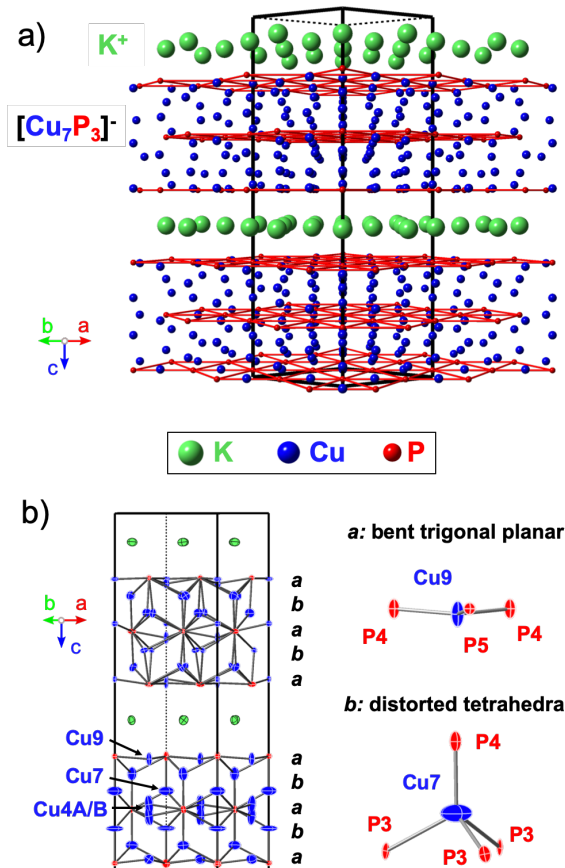 a)
K⁺
[Cu₇P₃]⁻
b
a
c
K
Cu
P
b)
b
a
c
a
b
a
b
a
Cu9
Cu7
Cu4A/B
a
b
a
b
a
a: bent trigonal planar
Cu9
P4
P5
P4
b: distorted tetrahedra
P4
Cu7
P3
P3
P3